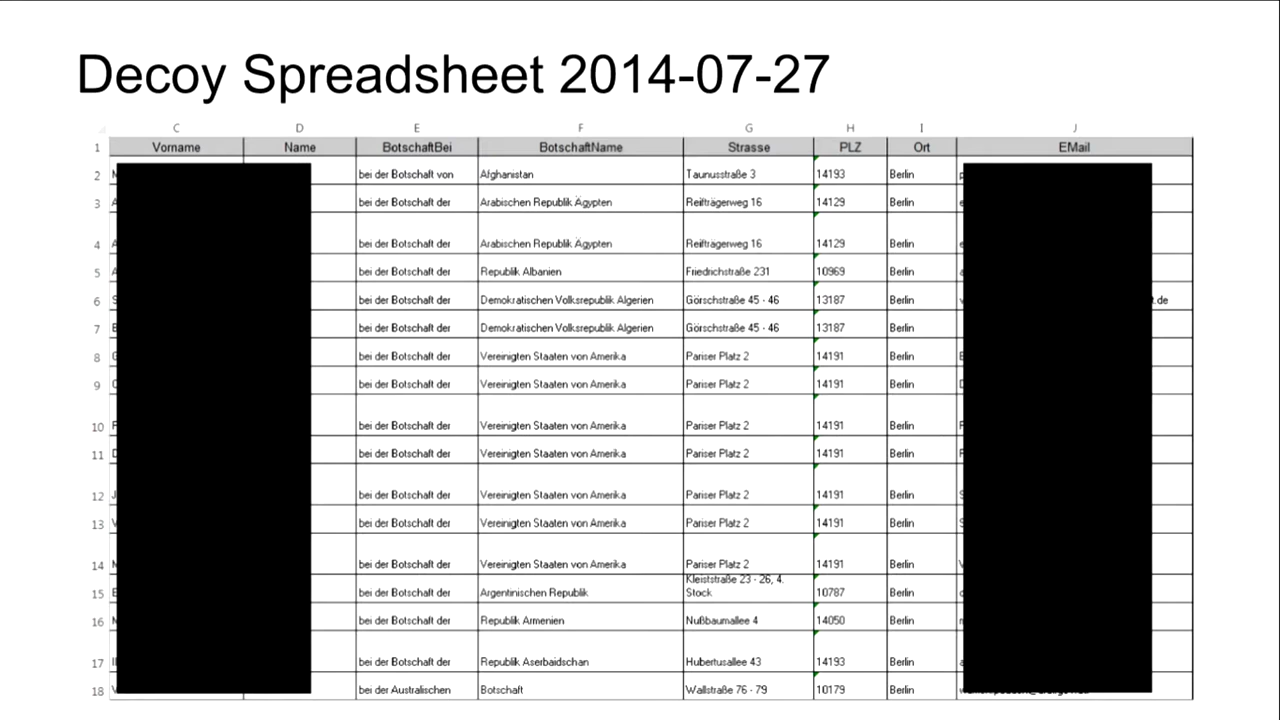 Decoy Spreadsheet 2014-07-27
C D E F G H I J
1 Vorname Name BotschaftBei BotschaftName Strasse PLZ Ort EMail
2 bei der Botschaft von Afghanistan Taunusstraße 3 14193 Berlin
3 bei der Botschaft der Arabischen Republik Ägypten Reifträgerweg 16 14129 Berlin
4 bei der Botschaft der Arabischen Republik Ägypten Reifträgerweg 16 14129 Berlin
5 bei der Botschaft der Republik Albanien Friedrichstraße 231 10969 Berlin
6 bei der Botschaft der Demokratischen Volksrepublik Algerien Görschstraße 45 - 46 13187 Berlin
7 bei der Botschaft der Demokratischen Volksrepublik Algerien Görschstraße 45 - 46 13187 Berlin
8 bei der Botschaft der Vereinigten Staaten von Amerika Pariser Platz 2 14191 Berlin
9 bei der Botschaft der Vereinigten Staaten von Amerika Pariser Platz 2 14191 Berlin
10 bei der Botschaft der Vereinigten Staaten von Amerika Pariser Platz 2 14191 Berlin
11 bei der Botschaft der Vereinigten Staaten von Amerika Pariser Platz 2 14191 Berlin
12 bei der Botschaft der Vereinigten Staaten von Amerika Pariser Platz 2 14191 Berlin
13 bei der Botschaft der Vereinigten Staaten von Amerika Pariser Platz 2 14191 Berlin
14 bei der Botschaft der Vereinigten Staaten von Amerika Pariser Platz 2 14191 Berlin
Kleiststraße 23 - 26, 4.
15 bei der Botschaft der Argentinischen Republik Stock 10787 Berlin
16 bei der Botschaft der Republik Armenien Nußbaumallee 4 14050 Berlin
17 bei der Botschaft der Republik Aserbaidschan Hubertusallee 43 14193 Berlin
18 bei der Australischen Botschaft Wallstraße 76 - 79 10179 Berlin